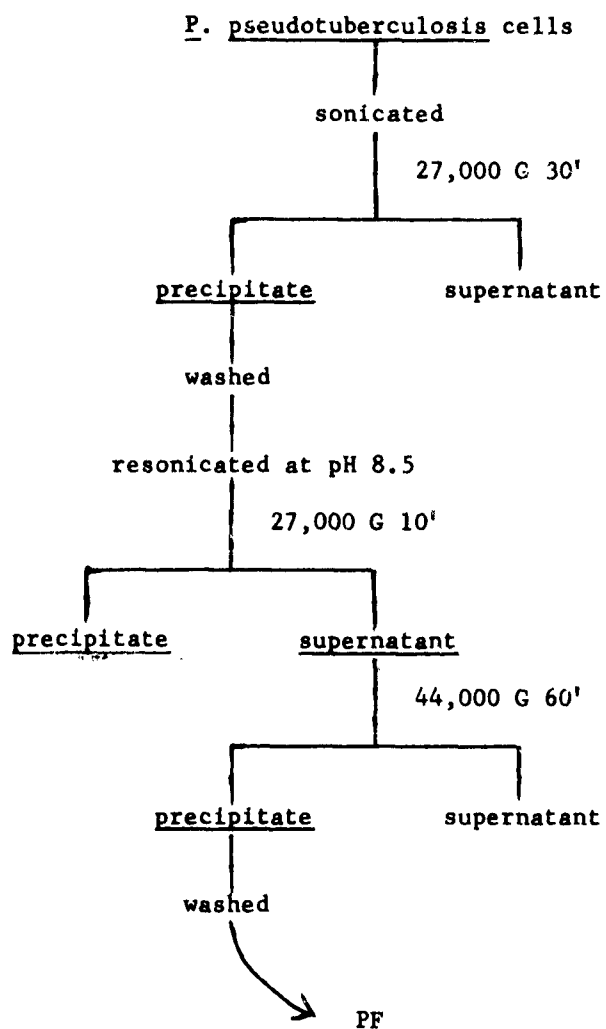 P. pseudotuberculosis cells
sonicated
27,000 G 30'
precipitate supernatant
washed
resonicated at pH 8.5
27,000 G 10'
precipitate supernatant
44,000 G 60'
precipitate supernatant
washed
PF